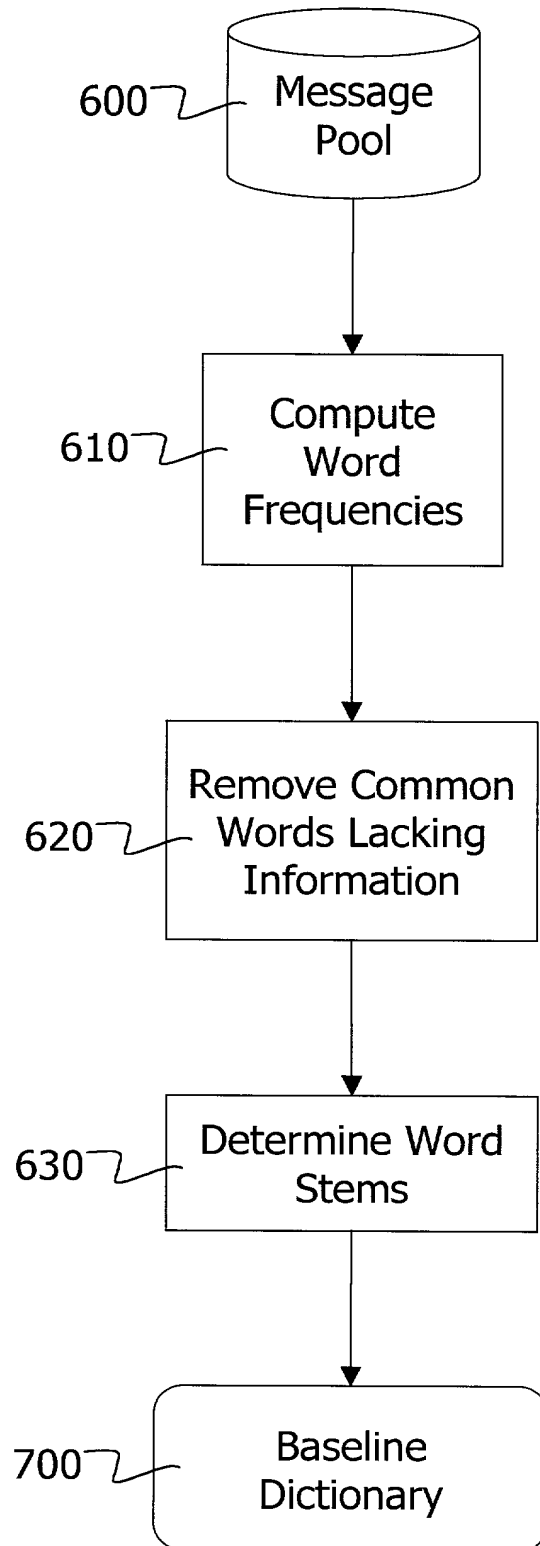 600
Message
Pool
610
Compute
Word
Frequencies
620
Remove Common
Words Lacking
Information
630
Determine Word
Stems
700
Baseline
Dictionary